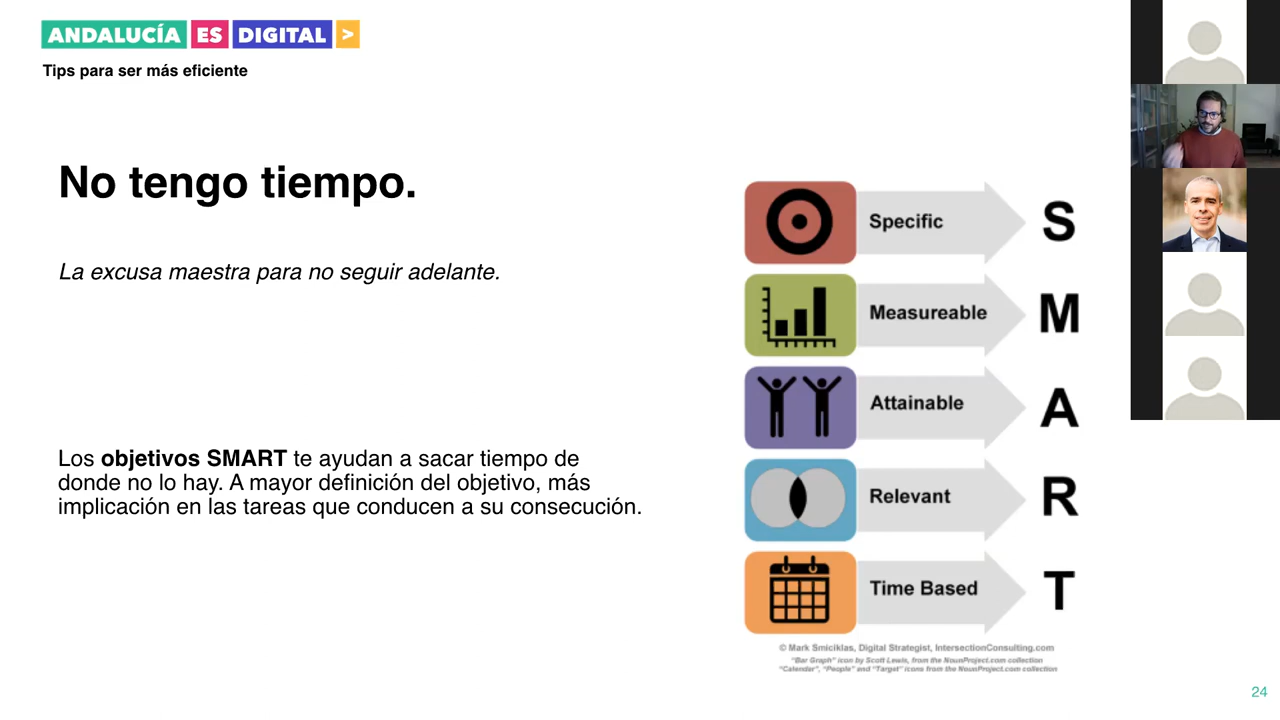 ANDALUCÍA ES DIGITAL >
Tips para ser más eficiente
No tengo tiempo.
La excusa maestra para no seguir adelante.
Los objetivos SMART te ayudan a sacar tiempo de
donde no lo hay. A mayor definición del objetivo, más
implicación en las tareas que conducen a su consecución.
Specific S
Measureable M
Attainable A
Relevant R
Time Based T
© Mark Smiciklas, Digital Strategist, IntersectionConsulting.com
"Bar Graph" icon by Scott Lewis, from the NounProject.com collection
"Calendar", "People" and "Target" icons from the NounProject.com collection
24